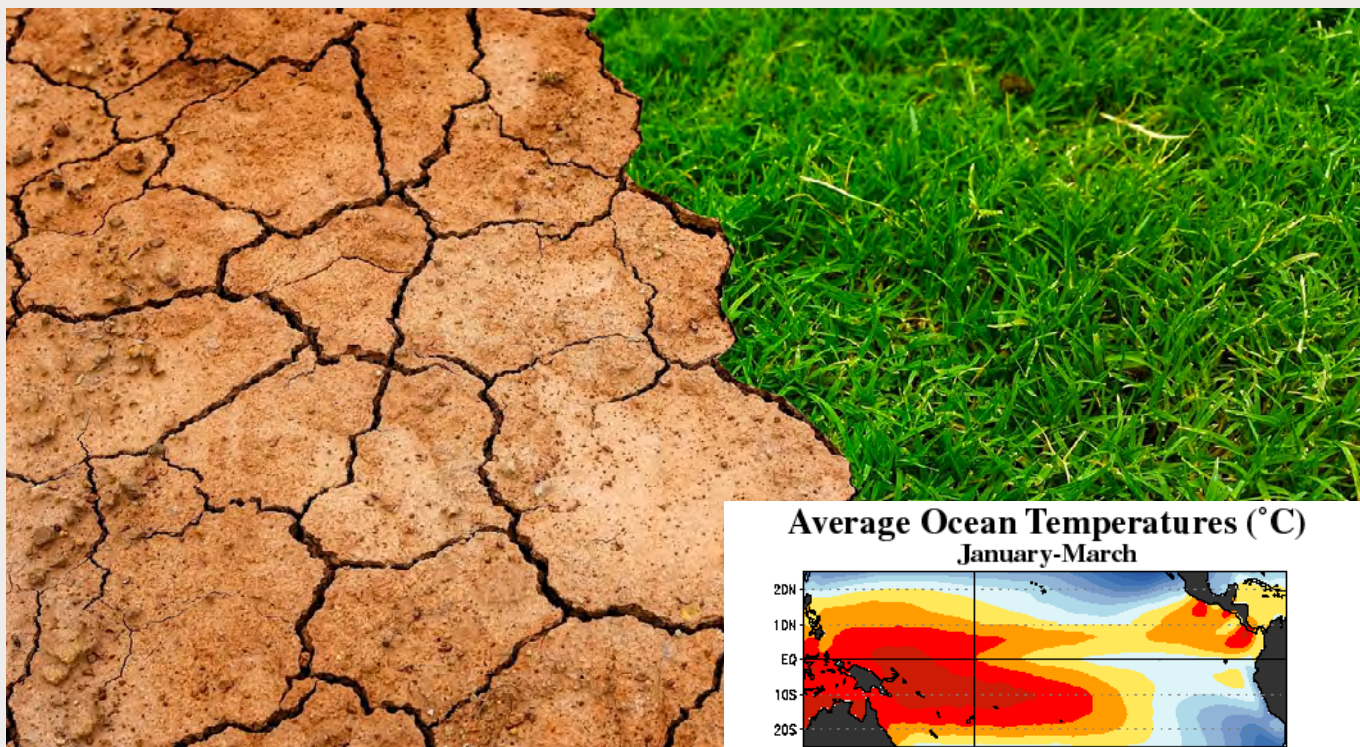 Average Ocean Temperatures (˚C)
January-March
20N
10N
EQ
10S
20S